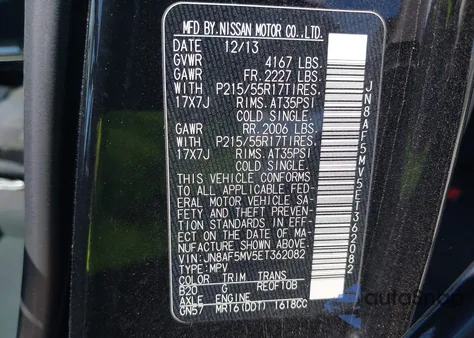 MFD BY.NISSAN MOTOR CO.,LTD.
DATE 12/13
GVWR 4167 LBS.
GAWR FR. 2227 LBS.
WITH P215/55R17TIRES.
17X7J RIMS.AT35PSI
COLD SINGLE.
GAWR RR. 2006 LBS.
WITH P215/55R17TIRES.
17X7J RIMS.AT35PSI
COLD SINGLE.
THIS VEHICLE CONFORMS
TO ALL APPLICABLE FED-
ERAL MOTOR VEHICLE SA-
FETY AND THEFT PREVENTION
STANDARDS IN EFF-
ECT ON THE DATE OF MA-
NUFACTURE SHOWN ABOVE.
VIN:JN8AF5MV5ET362082
TYPE:MPV
COLOR TRIM TRANS
B20 G RE0F10B
AXLE ENGINE
GN57 MR16(DDT) 1618CC
JN8AF5MV5ET362082
AutoSnap